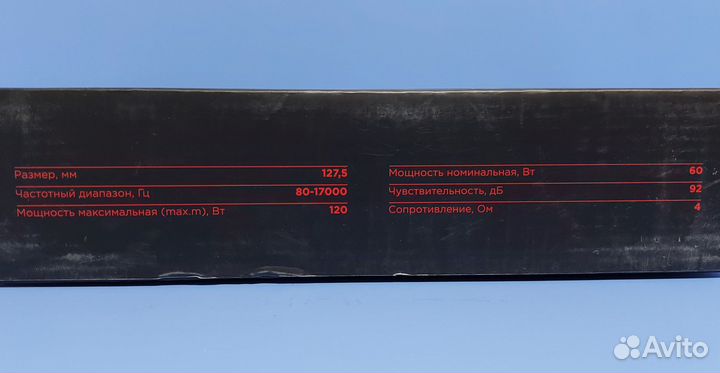 Размер, мм 127,5
Частотный диапазон, Гц 80-17000
Мощность максимальная (max.m), Вт 120
Мощность номинальная, Вт 60
Чувствительность, дБ 92
Сопротивление, Ом 4
Avito